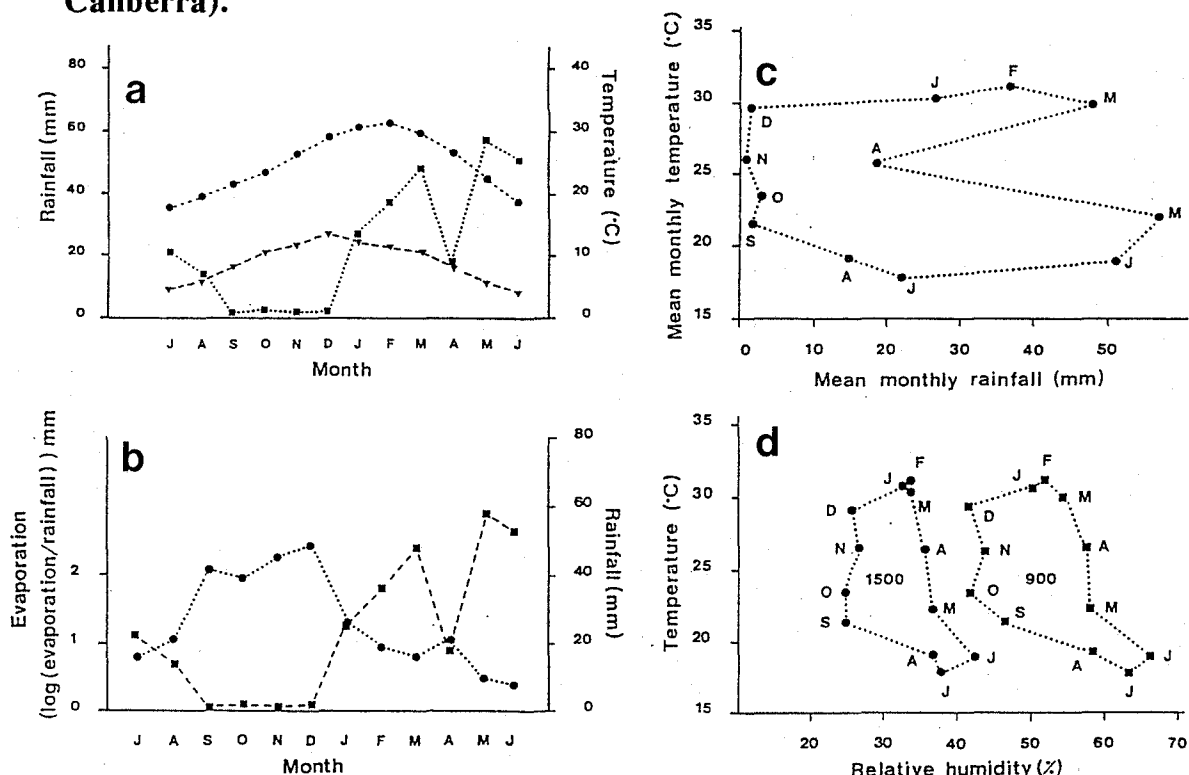 Canberra).
a
Rainfall (mm)
80
60
40
20
0
Temperature (°C)
40
30
20
10
0
J A S O N D J F M A M J
Month
c
Mean monthly temperature (°C)
35
30
25
20
15
J
F
M
D
A
N
O
M
S
A
J
J
0 10 20 30 40 50
Mean monthly rainfall (mm)
b
Evaporation
(log (evaporation/rainfall)) mm
2
1
0
Rainfall (mm)
80
60
40
20
0
J A S O N D J F M A M J
Month
d
Temperature (°C)
35
30
25
20
15
F
J
M
D
N
A
1500
O
M
S
A
J
J
F
J
M
D
N
A
900
O
M
S
A
J
J
20 30 40 50 60 70
Relative humidity (%)